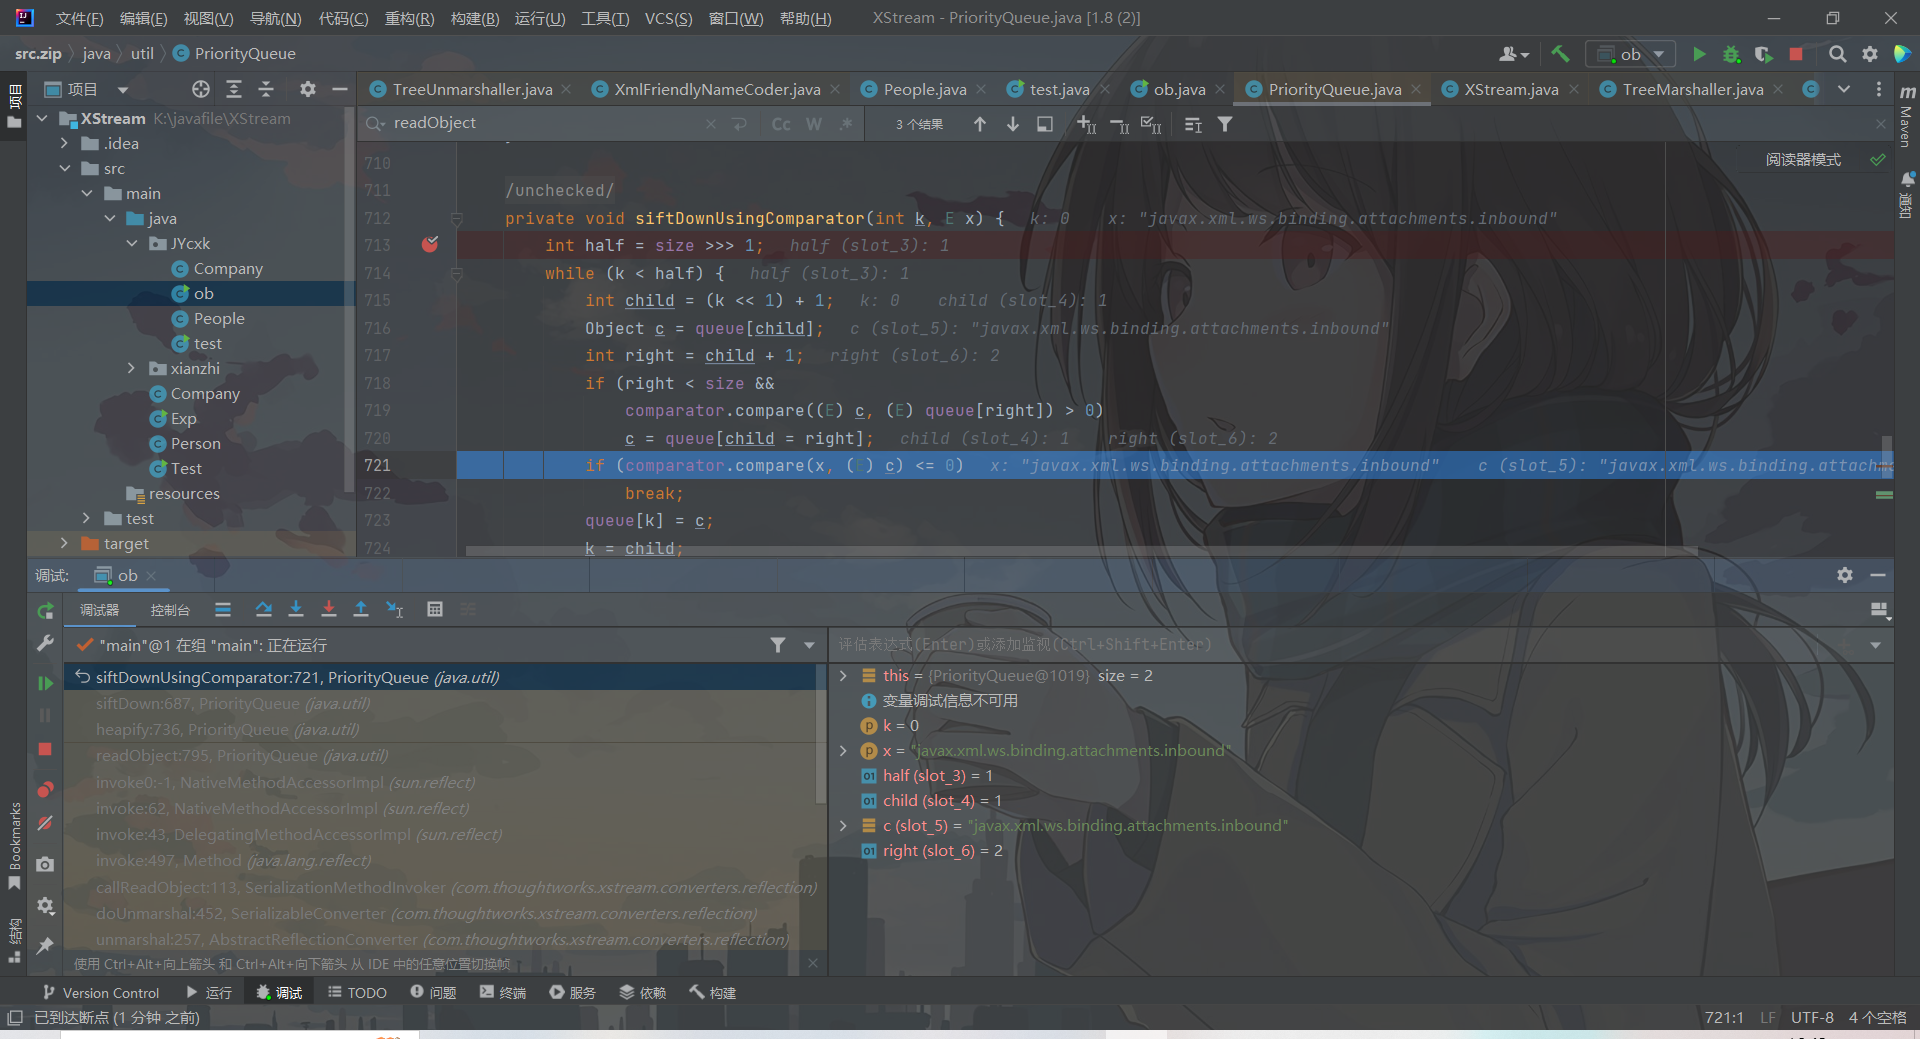 文件(F) 编辑(E) 视图(V) 导航(N) 代码(C) 重构(R) 构建(B) 运行(U) 工具(T) VCS(S) 窗口(W) 帮助(H) XStream - PriorityQueue.java [1.8 (2)]
src.zip java util PriorityQueue ob
项目 TreeUnmarshaller.java XmlFriendlyNameCoder.java People.java test.java ob.java PriorityQueue.java XStream.java TreeMarshaller.java
项目
Maven
通知
XStream K:\javafile\XStream
.idea
src
main
java
JYcxk
Company
ob
People
test
xianzhi
Company
Exp
Person
Test
resources
test
target
readObject Cc W .* 3 个结果
阅读器模式
710
711 /unchecked/
712 private void siftDownUsingComparator(int k, E x) { k: 0 x: "javax.xml.ws.binding.attachments.inbound"
713 int half = size >>> 1; half (slot_3): 1
714 while (k < half) { half (slot_3): 1
715 int child = (k << 1) + 1; k: 0 child (slot_4): 1
716 Object c = queue[child]; c (slot_5): "javax.xml.ws.binding.attachments.inbound"
717 int right = child + 1; right (slot_6): 2
718 if (right < size &&
719 comparator.compare((E) c, (E) queue[right]) > 0)
720 c = queue[child = right]; child (slot_4): 1 right (slot_6): 2
721 if (comparator.compare(x, (E) c) <= 0) x: "javax.xml.ws.binding.attachments.inbound" c (slot_5): "javax.xml.ws.binding.attachme
722 break;
723 queue[k] = c;
724 k = child;
调试: ob
调试器 控制台
"main"@1 在组 "main": 正在运行
siftDownUsingComparator:721, PriorityQueue (java.util)
siftDown:687, PriorityQueue (java.util)
heapify:736, PriorityQueue (java.util)
readObject:795, PriorityQueue (java.util)
invoke0:-1, NativeMethodAccessorImpl (sun.reflect)
invoke:62, NativeMethodAccessorImpl (sun.reflect)
invoke:43, DelegatingMethodAccessorImpl (sun.reflect)
invoke:497, Method (java.lang.reflect)
callReadObject:113, SerializationMethodInvoker (com.thoughtworks.xstream.converters.reflection)
doUnmarshal:452, SerializableConverter (com.thoughtworks.xstream.converters.reflection)
unmarshal:257, AbstractReflectionConverter (com.thoughtworks.xstream.converters.reflection)
使用 Ctrl+Alt+向上箭头 和 Ctrl+Alt+向下箭头 从 IDE 中的任意位置切换帧
评估表达式(Enter)或添加监视(Ctrl+Shift+Enter)
this = {PriorityQueue@1019} size = 2
变量调试信息不可用
k = 0
x = "javax.xml.ws.binding.attachments.inbound"
half (slot_3) = 1
child (slot_4) = 1
c (slot_5) = "javax.xml.ws.binding.attachments.inbound"
right (slot_6) = 2
Bookmarks
结构
Version Control 运行 调试 TODO 问题 终端 服务 依赖 构建
已到达断点 (1 分钟 之前) 721:1 LF UTF-8 4 个空格